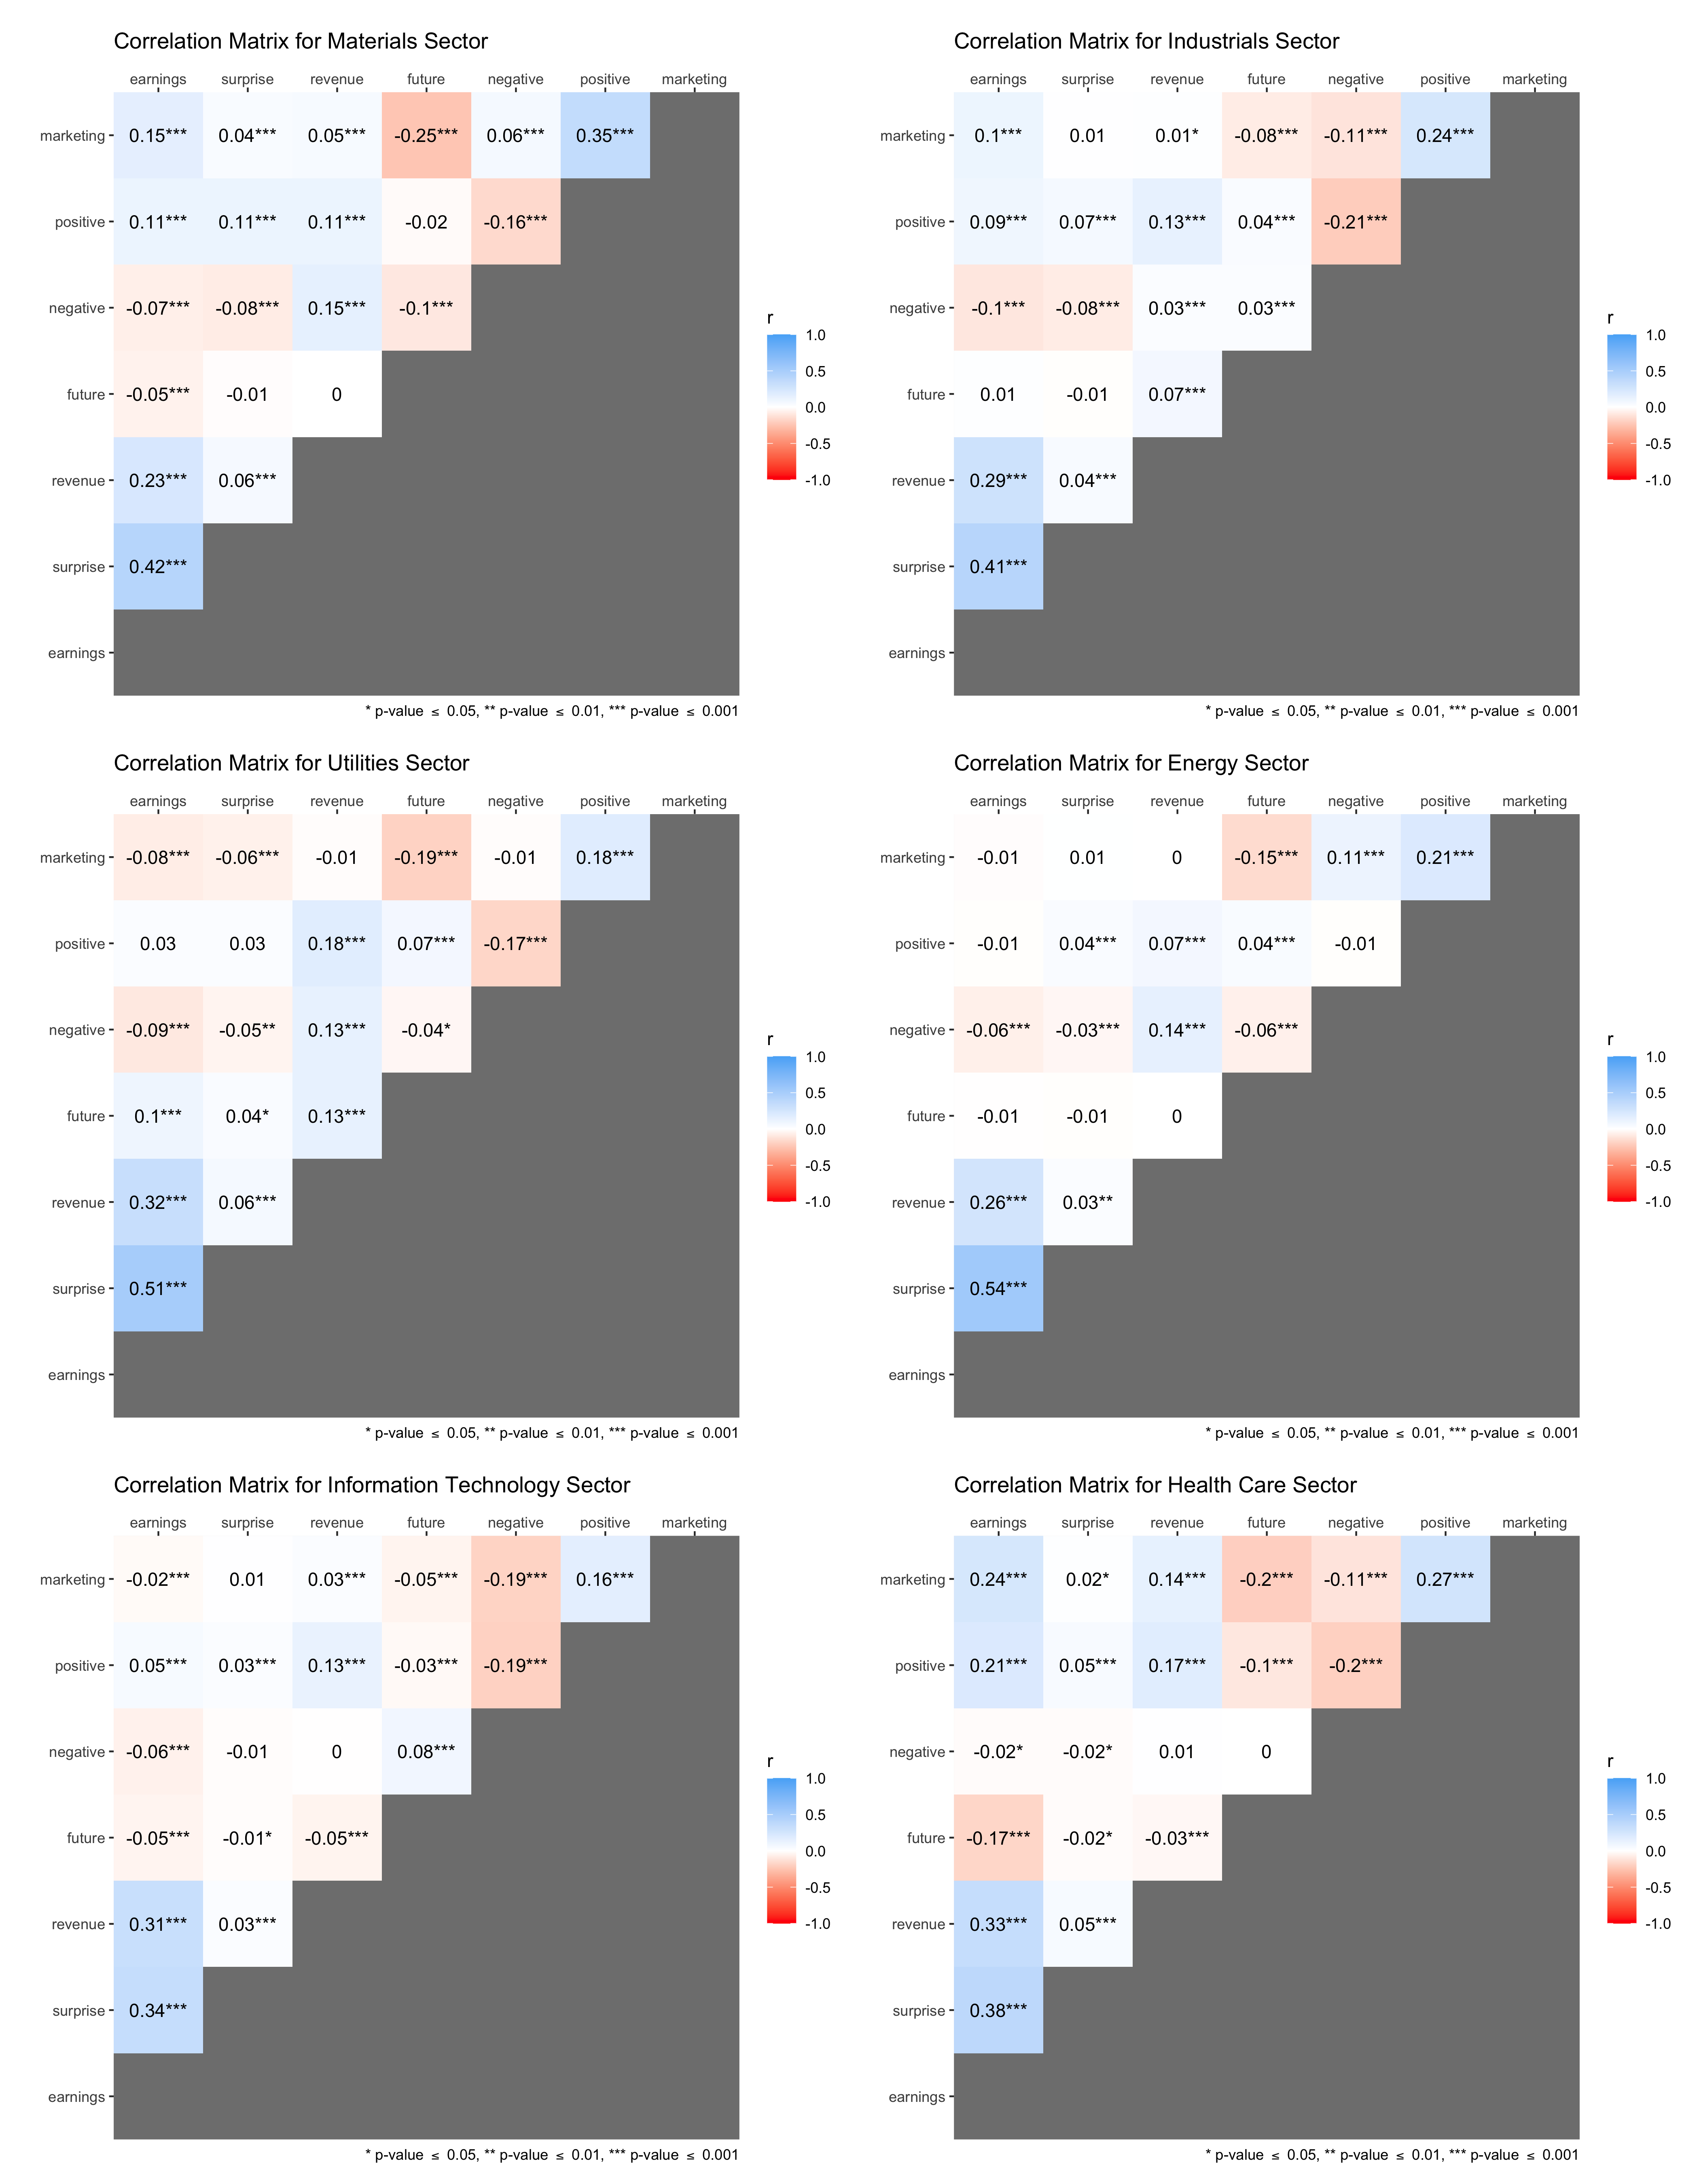 Correlation Matrix for Materials Sector
earnings surprise revenue future negative positive marketing
marketing 0.15*** 0.04*** 0.05*** -0.25*** 0.06*** 0.35***
positive 0.11*** 0.11*** 0.11*** -0.02 -0.16***
negative -0.07*** -0.08*** 0.15*** -0.1***
future -0.05*** -0.01 0
revenue 0.23*** 0.06***
surprise 0.42***
earnings
r
1.0
0.5
0.0
-0.5
-1.0
* p-value ≤ 0.05, ** p-value ≤ 0.01, *** p-value ≤ 0.001
Correlation Matrix for Industrials Sector
earnings surprise revenue future negative positive marketing
marketing 0.1*** 0.01 0.01* -0.08*** -0.11*** 0.24***
positive 0.09*** 0.07*** 0.13*** 0.04*** -0.21***
negative -0.1*** -0.08*** 0.03*** 0.03***
future 0.01 -0.01 0.07***
revenue 0.29*** 0.04***
surprise 0.41***
earnings
r
1.0
0.5
0.0
-0.5
-1.0
* p-value ≤ 0.05, ** p-value ≤ 0.01, *** p-value ≤ 0.001
Correlation Matrix for Utilities Sector
earnings surprise revenue future negative positive marketing
marketing -0.08*** -0.06*** -0.01 -0.19*** -0.01 0.18***
positive 0.03 0.03 0.18*** 0.07*** -0.17***
negative -0.09*** -0.05** 0.13*** -0.04*
future 0.1*** 0.04* 0.13***
revenue 0.32*** 0.06***
surprise 0.51***
earnings
r
1.0
0.5
0.0
-0.5
-1.0
* p-value ≤ 0.05, ** p-value ≤ 0.01, *** p-value ≤ 0.001
Correlation Matrix for Energy Sector
earnings surprise revenue future negative positive marketing
marketing -0.01 0.01 0 -0.15*** 0.11*** 0.21***
positive -0.01 0.04*** 0.07*** 0.04*** -0.01
negative -0.06*** -0.03*** 0.14*** -0.06***
future -0.01 -0.01 0
revenue 0.26*** 0.03**
surprise 0.54***
earnings
r
1.0
0.5
0.0
-0.5
-1.0
* p-value ≤ 0.05, ** p-value ≤ 0.01, *** p-value ≤ 0.001
Correlation Matrix for Information Technology Sector
earnings surprise revenue future negative positive marketing
marketing -0.02*** 0.01 0.03*** -0.05*** -0.19*** 0.16***
positive 0.05*** 0.03*** 0.13*** -0.03*** -0.19***
negative -0.06*** -0.01 0 0.08***
future -0.05*** -0.01* -0.05***
revenue 0.31*** 0.03***
surprise 0.34***
earnings
r
1.0
0.5
0.0
-0.5
-1.0
* p-value ≤ 0.05, ** p-value ≤ 0.01, *** p-value ≤ 0.001
Correlation Matrix for Health Care Sector
earnings surprise revenue future negative positive marketing
marketing 0.24*** 0.02* 0.14*** -0.2*** -0.11*** 0.27***
positive 0.21*** 0.05*** 0.17*** -0.1*** -0.2***
negative -0.02* -0.02* 0.01 0
future -0.17*** -0.02* -0.03***
revenue 0.33*** 0.05***
surprise 0.38***
earnings
r
1.0
0.5
0.0
-0.5
-1.0
* p-value ≤ 0.05, ** p-value ≤ 0.01, *** p-value ≤ 0.001